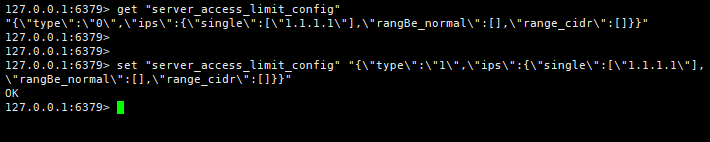 127.0.0.1:6379> get "server_access_limit_config"
"{\"type\":\"0\",\"ips\":{\"single\":[\"1.1.1.1\"],\"rangBe_normal\":[],\"range_cidr\":[]}}"
127.0.0.1:6379>
127.0.0.1:6379>
127.0.0.1:6379> set "server_access_limit_config" "{\"type\":\"1\",\"ips\":{\"single\":[\"1.1.1.1\"],
\"rangBe_normal\":[],\"range_cidr\":[]}}"
OK
127.0.0.1:6379>